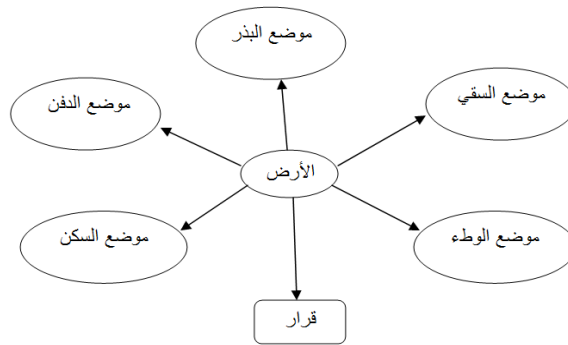 موضع البذر
موضع السقي
موضع الدفن
الأرض
موضع الوطء
موضع السكن
قرار